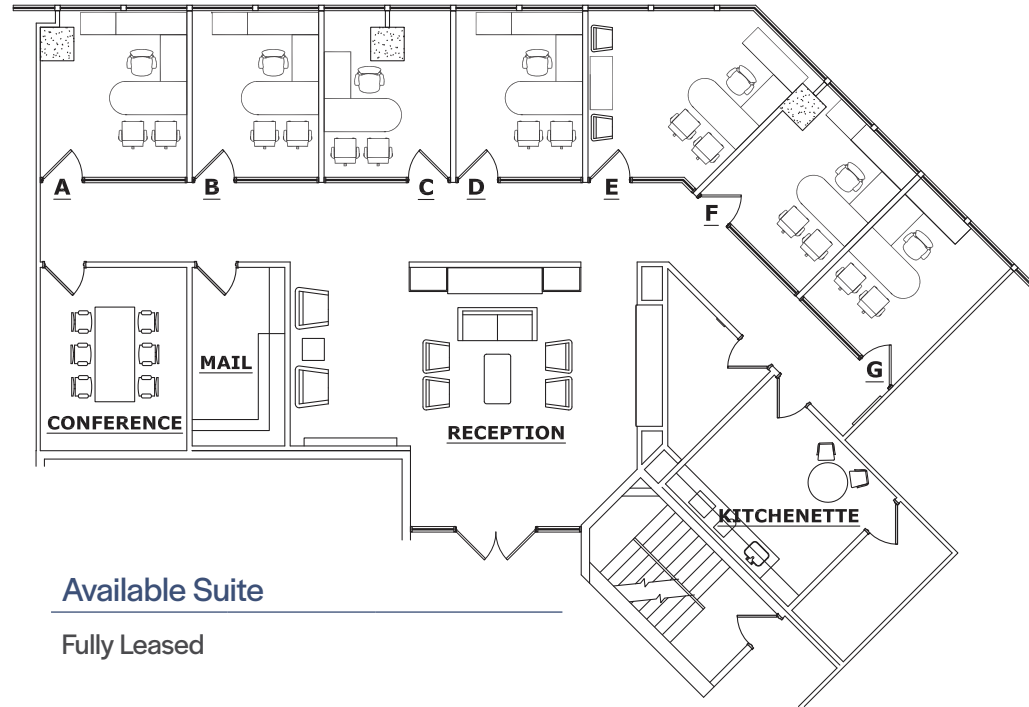 A
B
C
D
E
F
G
MAIL
CONFERENCE
RECEPTION
KITCHENETTE
Available Suite
Fully Leased